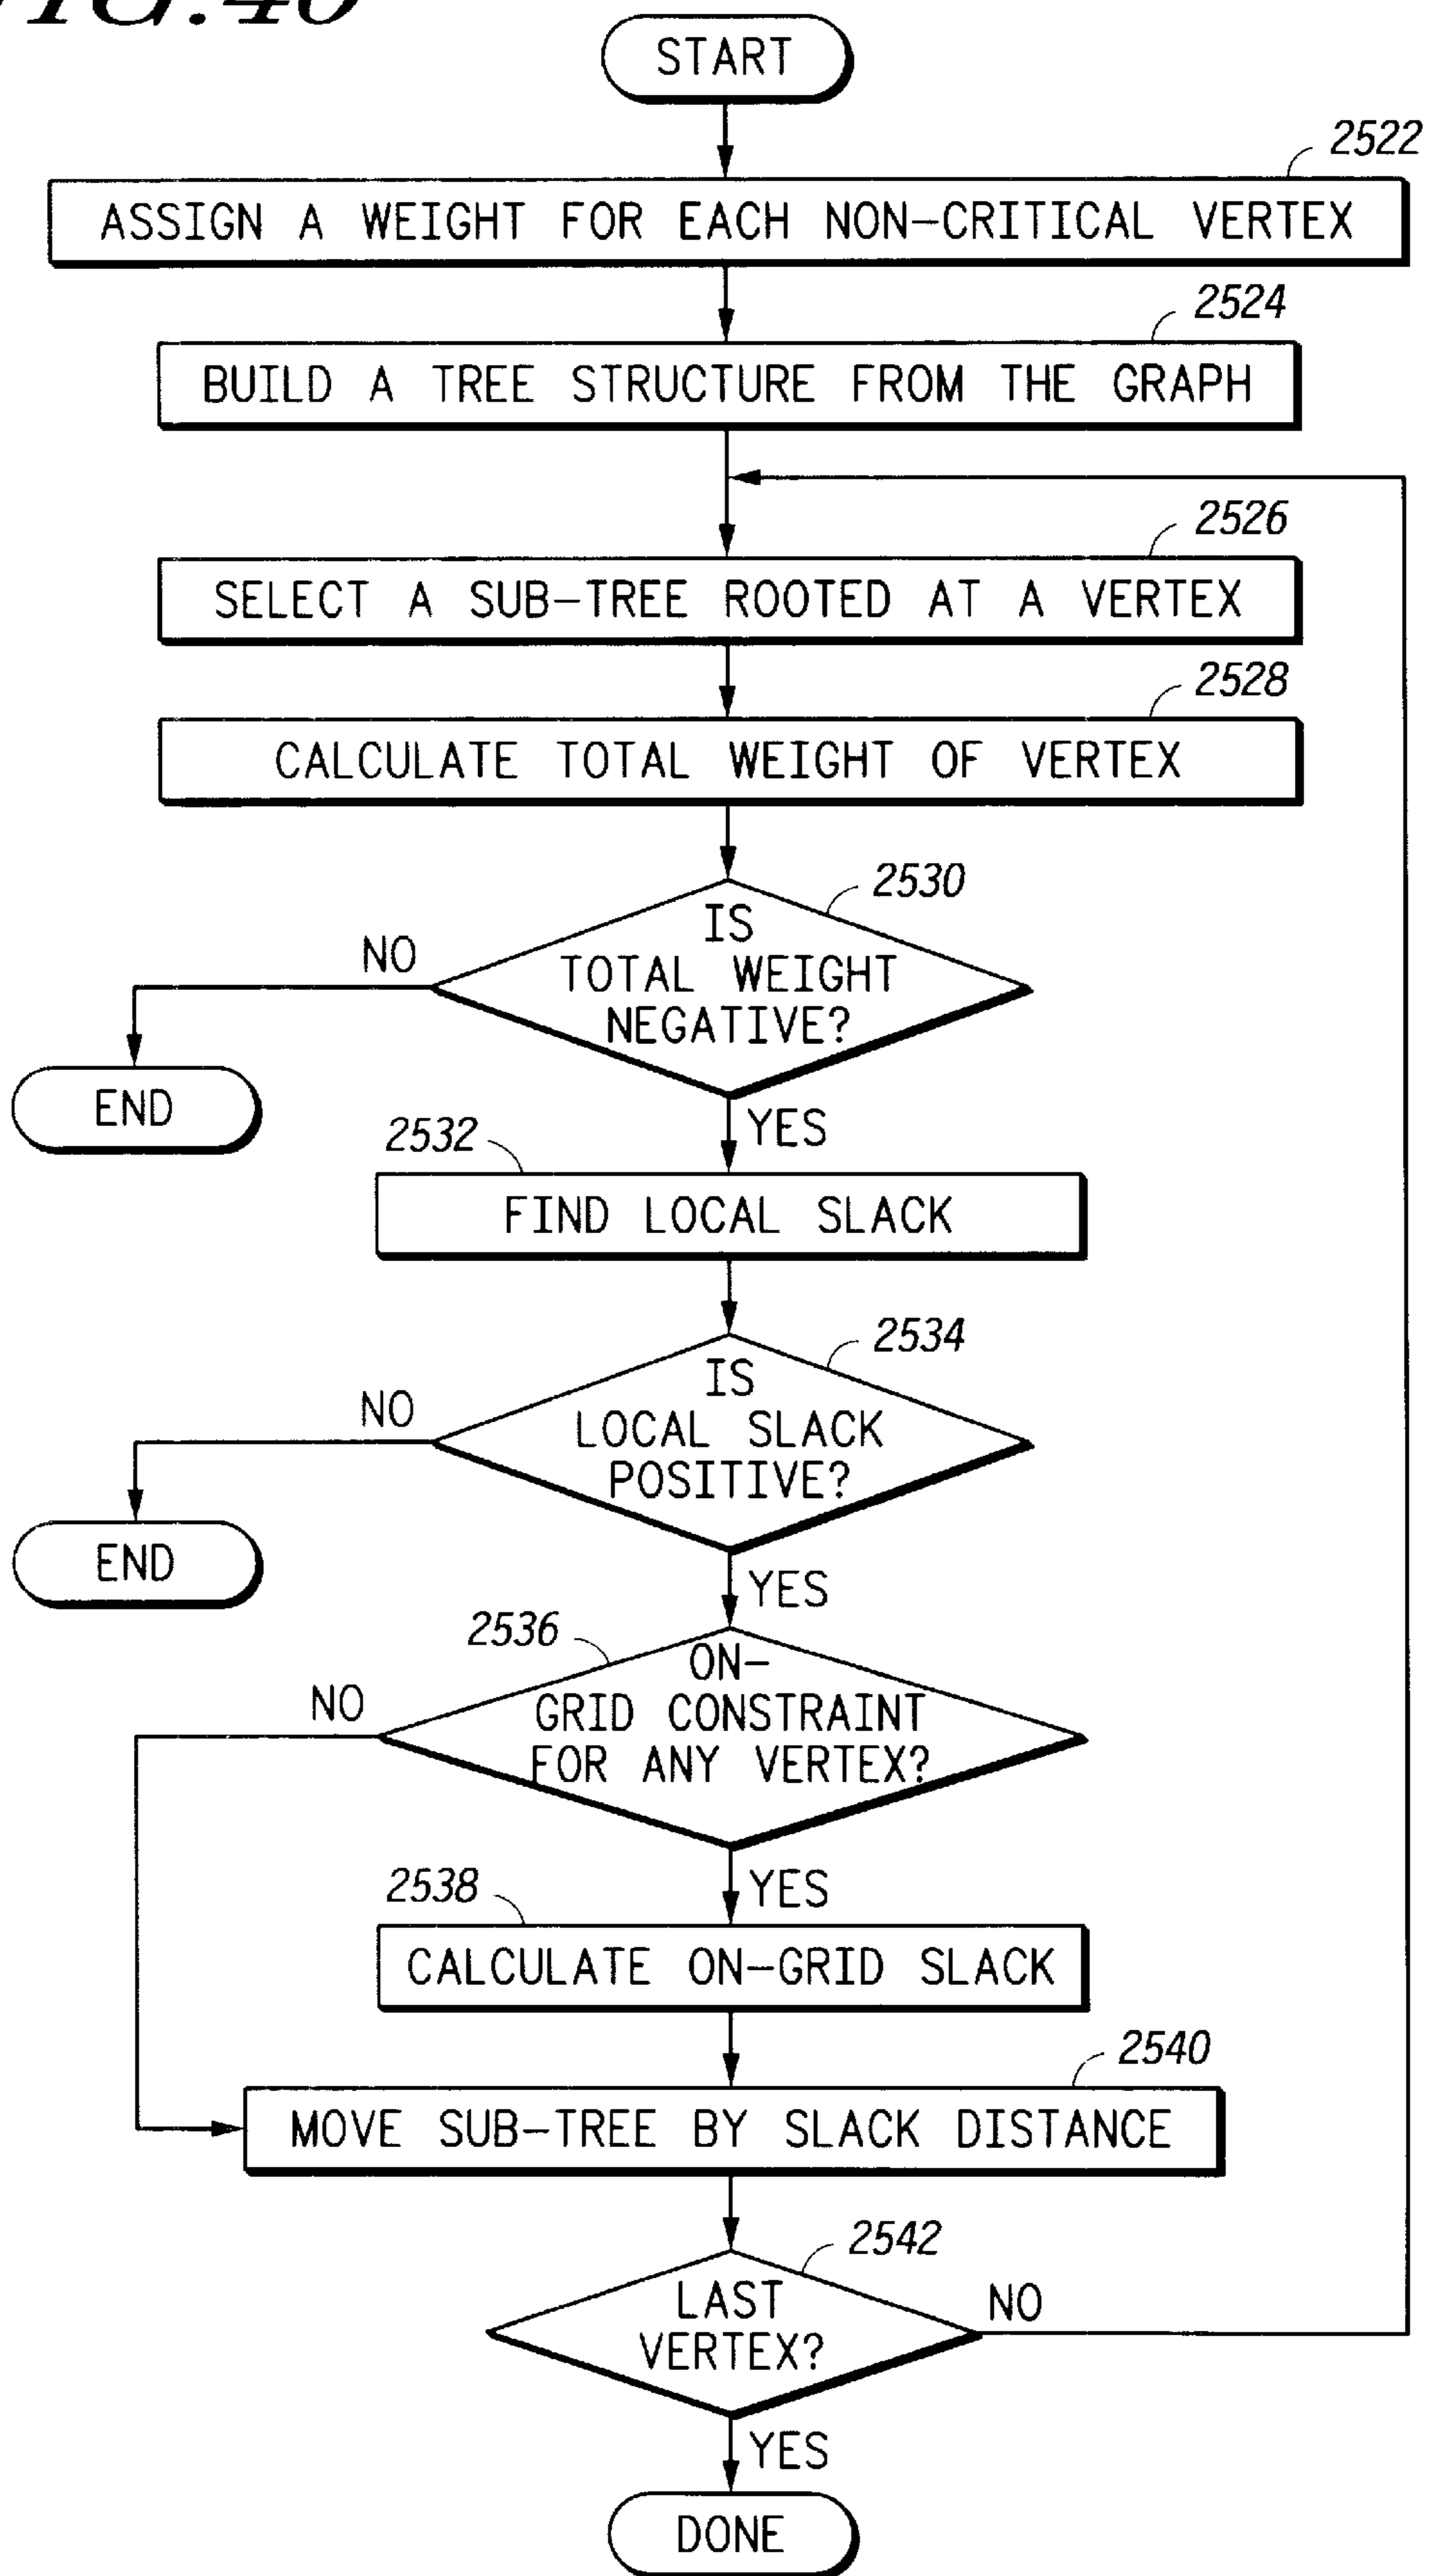 FIG.46
START
2522
ASSIGN A WEIGHT FOR EACH NON-CRITICAL VERTEX
2524
BUILD A TREE STRUCTURE FROM THE GRAPH
2526
SELECT A SUB-TREE ROOTED AT A VERTEX
2528
CALCULATE TOTAL WEIGHT OF VERTEX
2530
IS
TOTAL WEIGHT
NEGATIVE?
NO
END
YES
2532
FIND LOCAL SLACK
2534
IS
LOCAL SLACK
POSITIVE?
NO
END
YES
2536
ON-
GRID CONSTRAINT
FOR ANY VERTEX?
NO
YES
2538
CALCULATE ON-GRID SLACK
2540
MOVE SUB-TREE BY SLACK DISTANCE
2542
LAST
VERTEX?
NO
YES
DONE